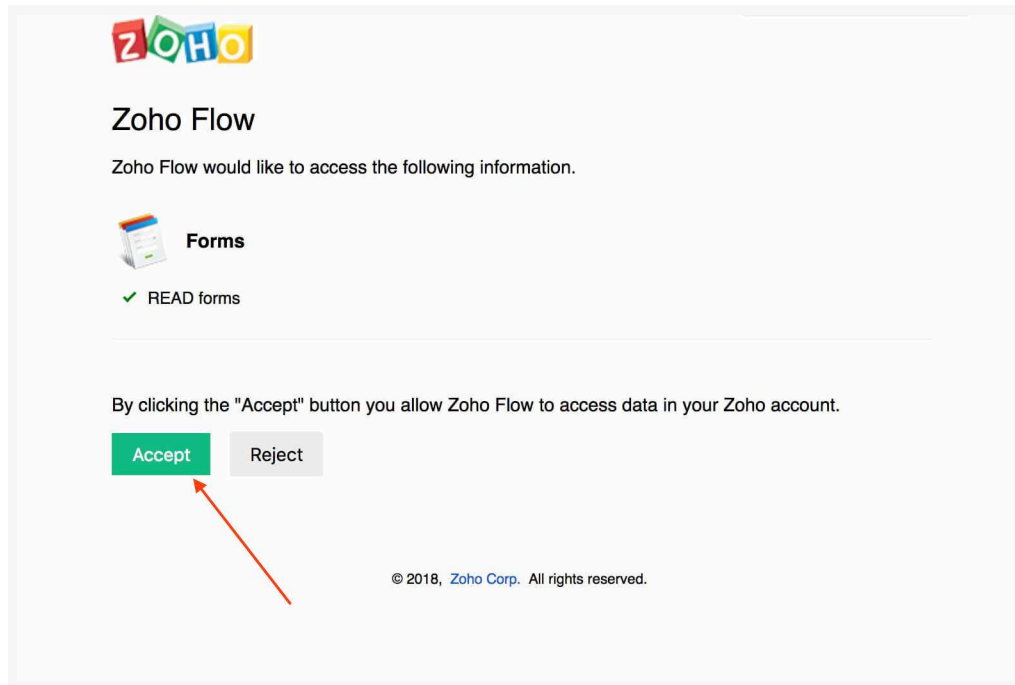 ZOHO
Zoho Flow
Zoho Flow would like to access the following information.
Forms
READ forms
By clicking the "Accept" button you allow Zoho Flow to access data in your Zoho account.
Accept Reject
© 2018, Zoho Corp. All rights reserved.